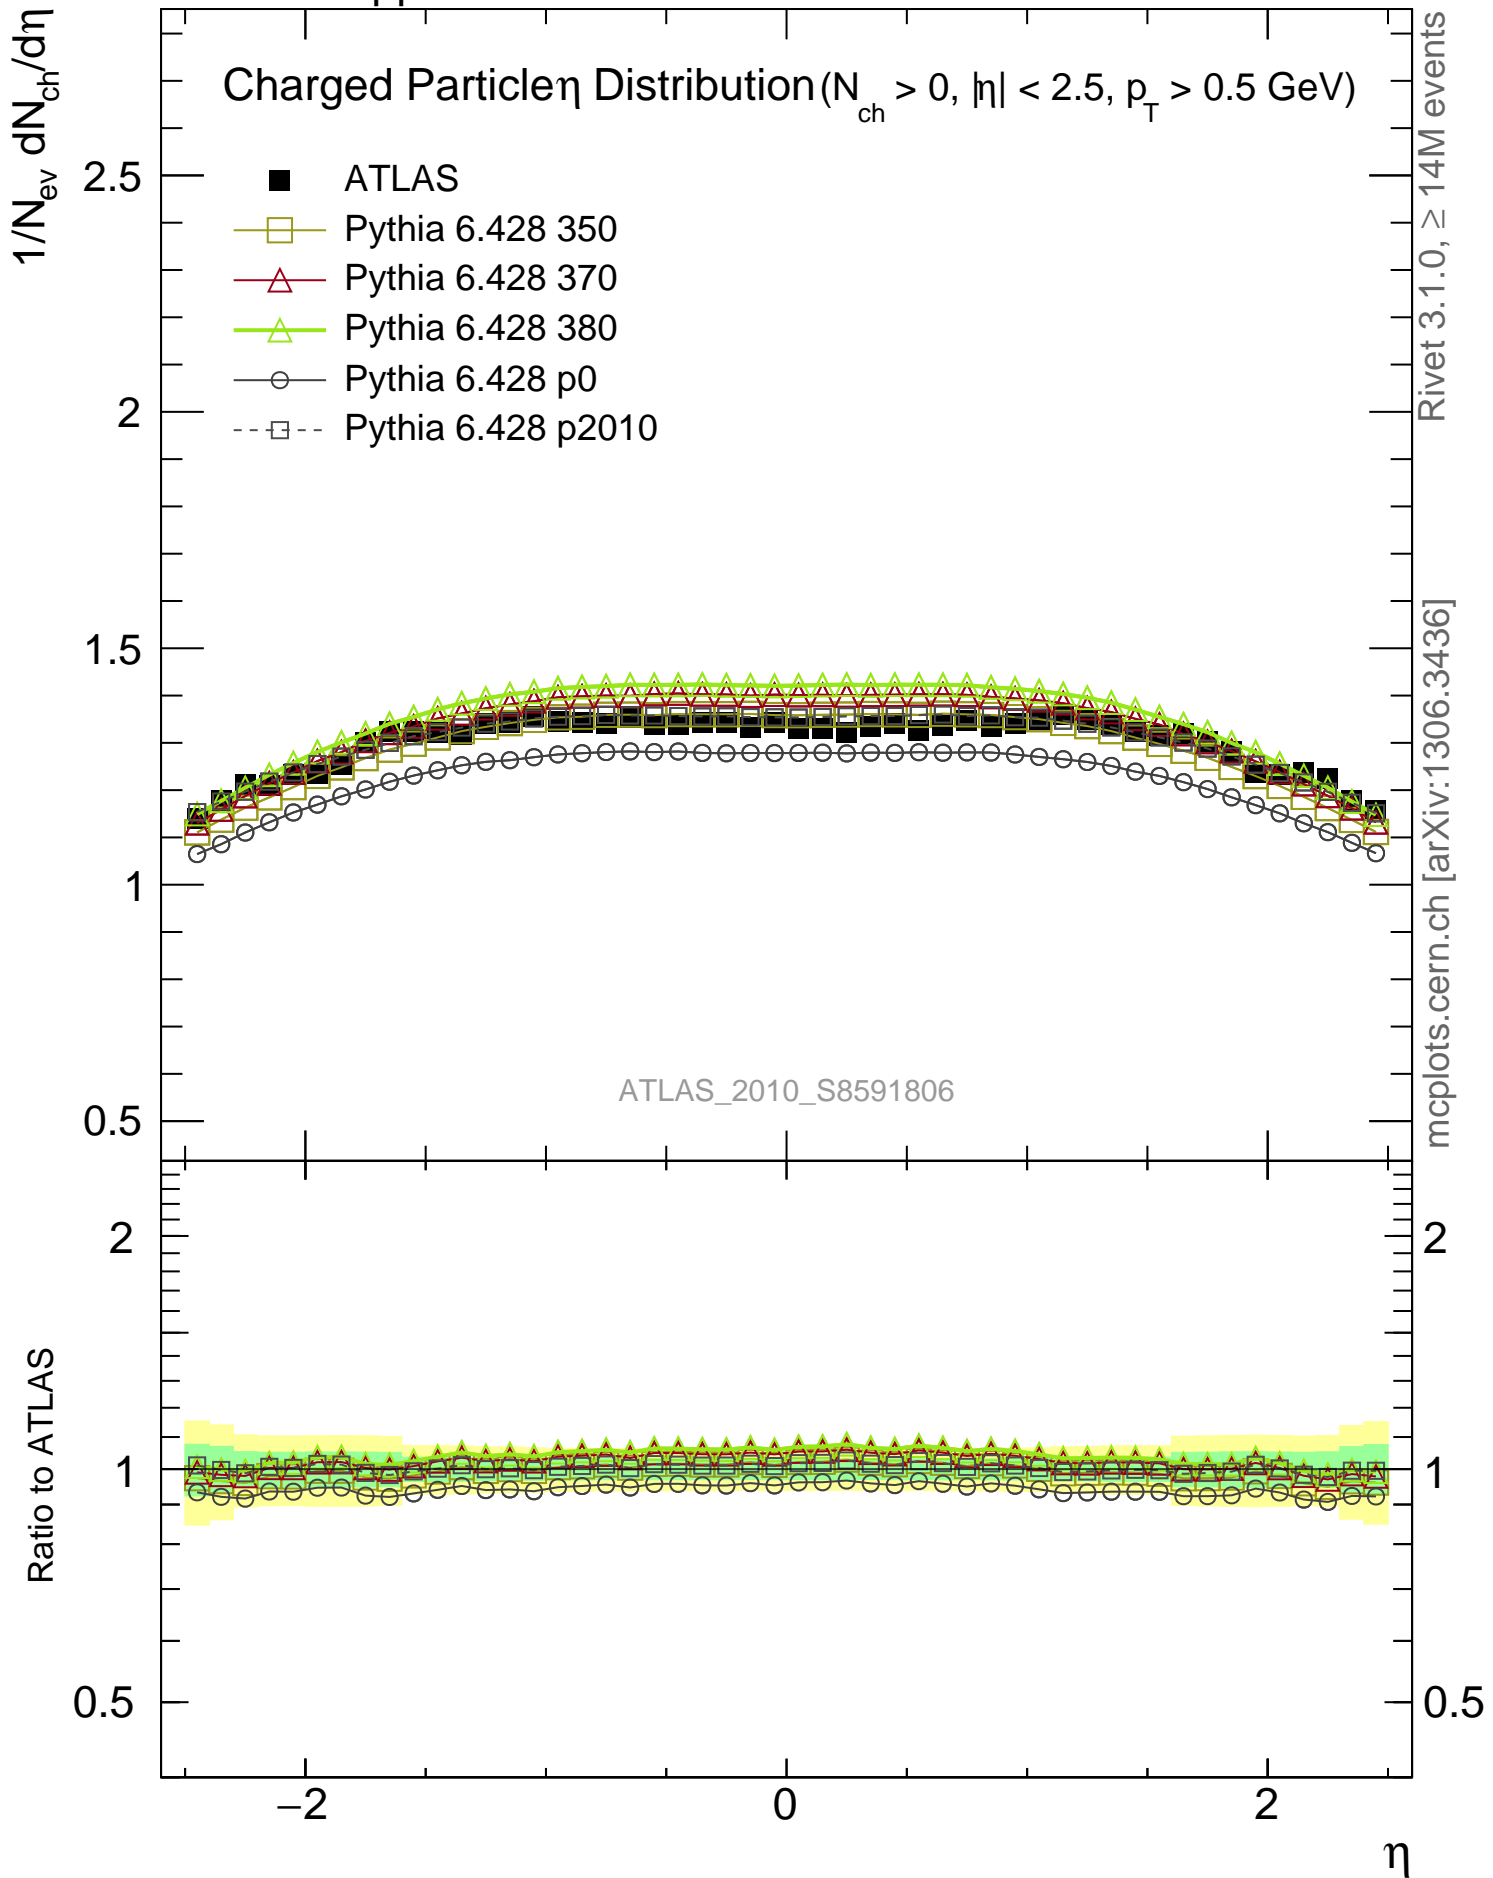 pp
1/N_ev dN_ch/dη
Charged Particleη Distribution (N_ch > 0, |η| < 2.5, p_T > 0.5 GeV)
ATLAS
Pythia 6.428 350
Pythia 6.428 370
Pythia 6.428 380
Pythia 6.428 p0
Pythia 6.428 p2010
2.5
2
1.5
1
0.5
ATLAS_2010_S8591806
Rivet 3.1.0, ≥ 14M events
mcplots.cern.ch [arXiv:1306.3436]
Ratio to ATLAS
2
1
0.5
2
1
0.5
−2
0
2
η